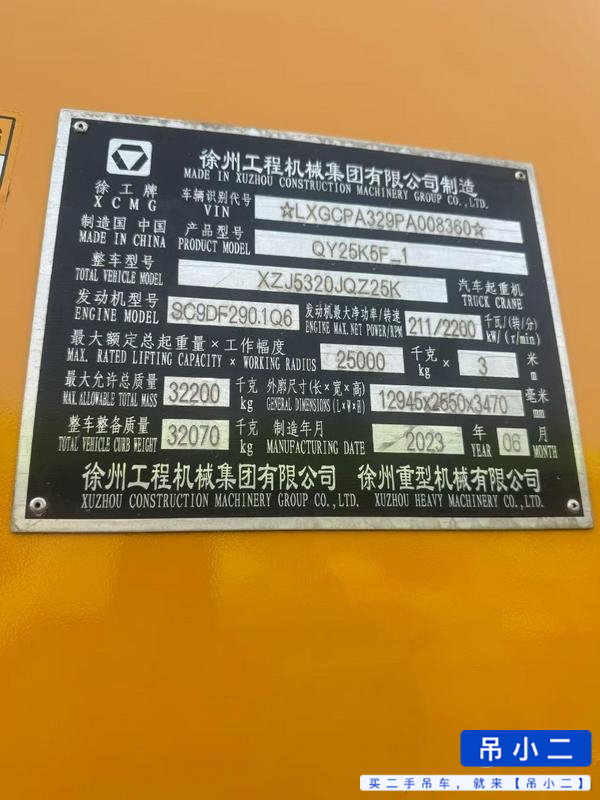 徐州工程机械集团有限公司制造
MADE IN XUZHOU CONSTRUCTION MACHINERY GROUP CO.,LTD.
徐工牌
XCMG
车辆识别代号
VIN
☆LXGCPA329PA008360☆
制造国 中国
MADE IN CHINA
产品型号
PRODUCT MODEL
QY25K5F_1
整车型号
TOTAL VEHICLE MODEL
XZJ5320JQZ25K
汽车起重机
TRUCK CRANE
发动机型号
ENGINE MODEL
SC9DF290.1Q6
发动机最大净功率/转速
ENGINE MAX.NET POWER/RPM
211/2200
千瓦/(转/分)
kW/(r/min)
最大额定总起重量×工作幅度
MAX. RATED LIFTING CAPACITY × WORKING RADIUS
25000
千克
kg
×
3
米
m
最大允许总质量
MAX.ALLOWABLE TOTAL MASS
32200
千克
kg
外廓尺寸(长×宽×高)
GENERAL DIMENSIONS (L×W×H)
12945x2550x3470
毫米
mm
整车整备质量
TOTAL VEHICLE CURB WEIGHT
32070
千克
kg
制造年月
MANUFACTURING DATE
2023
年
YEAR
06
月
MONTH
徐州工程机械集团有限公司
XUZHOU CONSTRUCTION MACHINERY GROUP CO.,LTD.
徐州重型机械有限公司
XUZHOU HEAVY MACHINERY CO.,LTD.
吊小二
买二手吊车，就来【吊小二】